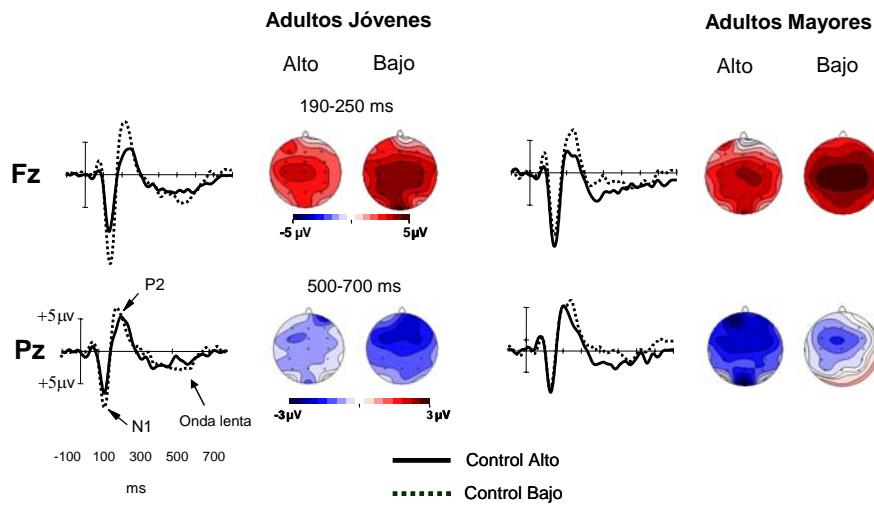 Adultos Jóvenes
Adultos Mayores
Alto
Bajo
Alto
Bajo
190-250 ms
Fz
-5 µV
5µV
P2
500-700 ms
+5µv
Pz
+5µv
N1
Onda lenta
-3µV
3µV
-100 100 300 500 700
ms
Control Alto
Control Bajo